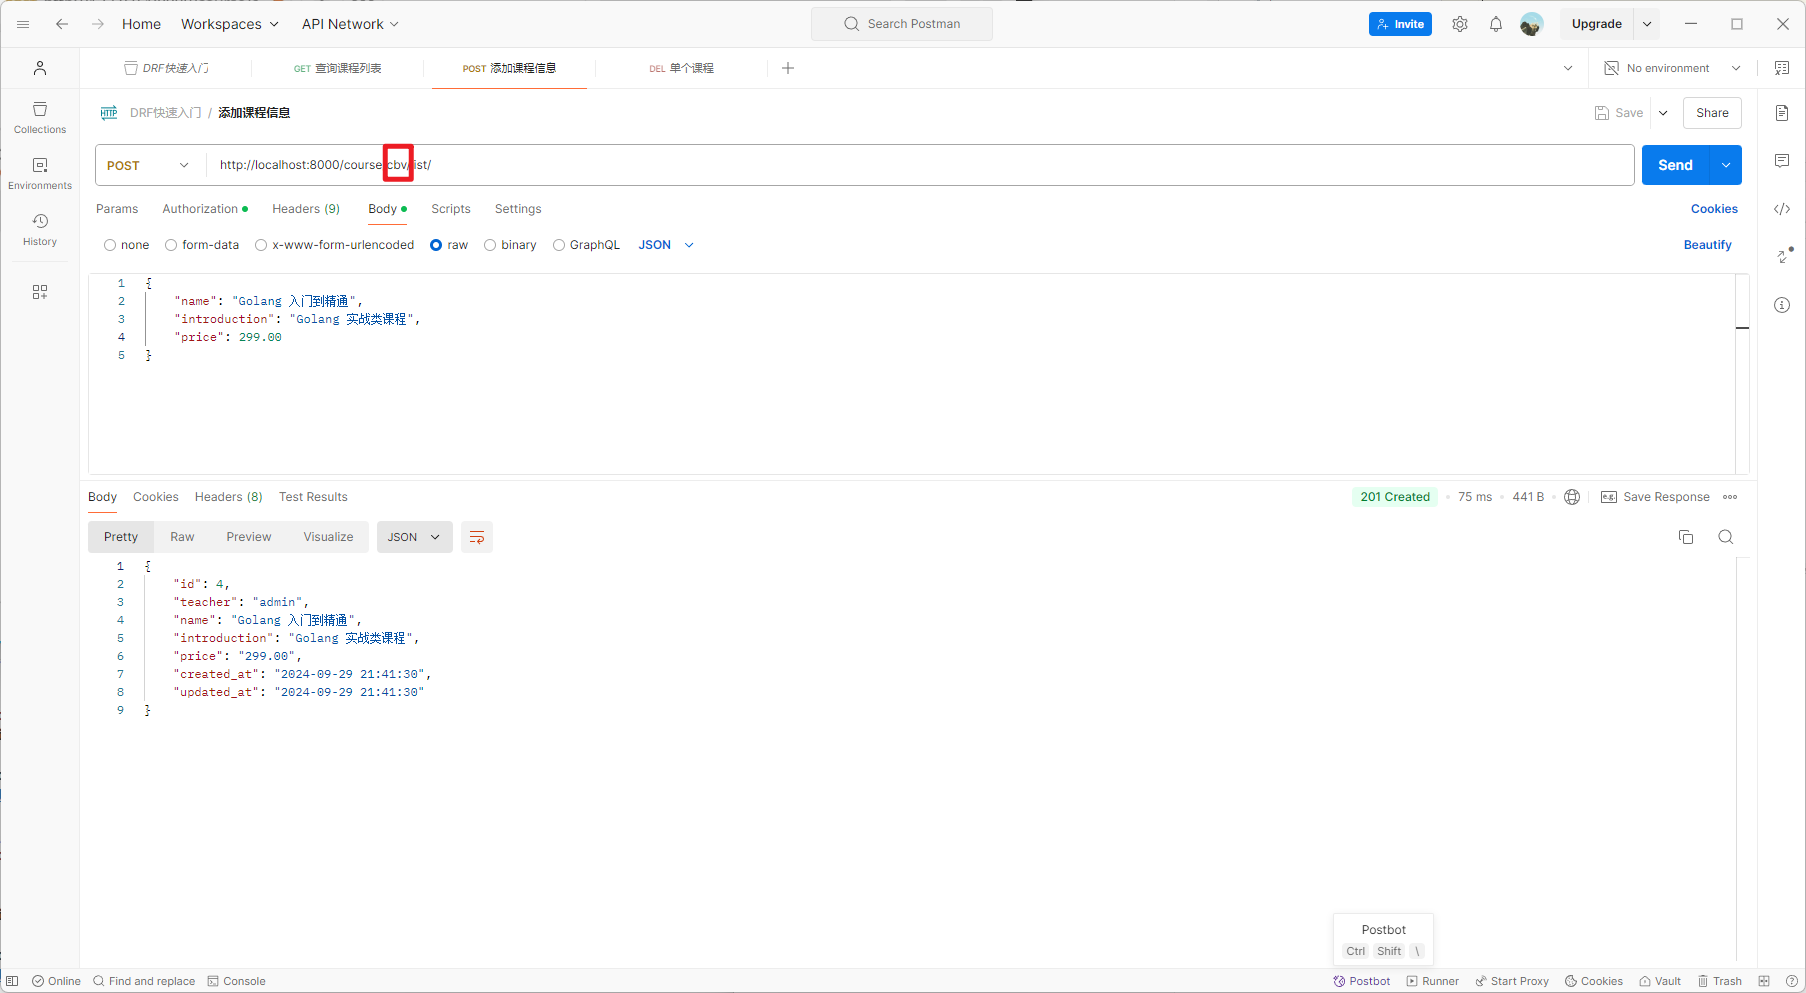 Home Workspaces API Network Search Postman Invite Upgrade
DRF快速入门 GET 查询课程列表 POST 添加课程信息 DEL 单个课程 No environment
DRF快速入门 / 添加课程信息 Save Share
Collections
Environments
History
POST http://localhost:8000/course/cbv/list/ Send
Params Authorization Headers (9) Body Scripts Settings Cookies
none form-data x-www-form-urlencoded raw binary GraphQL JSON Beautify
1 {
2 "name": "Golang 入门到精通",
3 "introduction": "Golang 实战类课程",
4 "price": 299.00
5 }
Body Cookies Headers (8) Test Results 201 Created 75 ms 441 B e.g. Save Response
Pretty Raw Preview Visualize JSON
1 {
2 "id": 4,
3 "teacher": "admin",
4 "name": "Golang 入门到精通",
5 "introduction": "Golang 实战类课程",
6 "price": "299.00",
7 "created_at": "2024-09-29 21:41:30",
8 "updated_at": "2024-09-29 21:41:30"
9 }
Postbot
Ctrl Shift \
Online Find and replace Console Postbot Runner Start Proxy Cookies Vault Trash